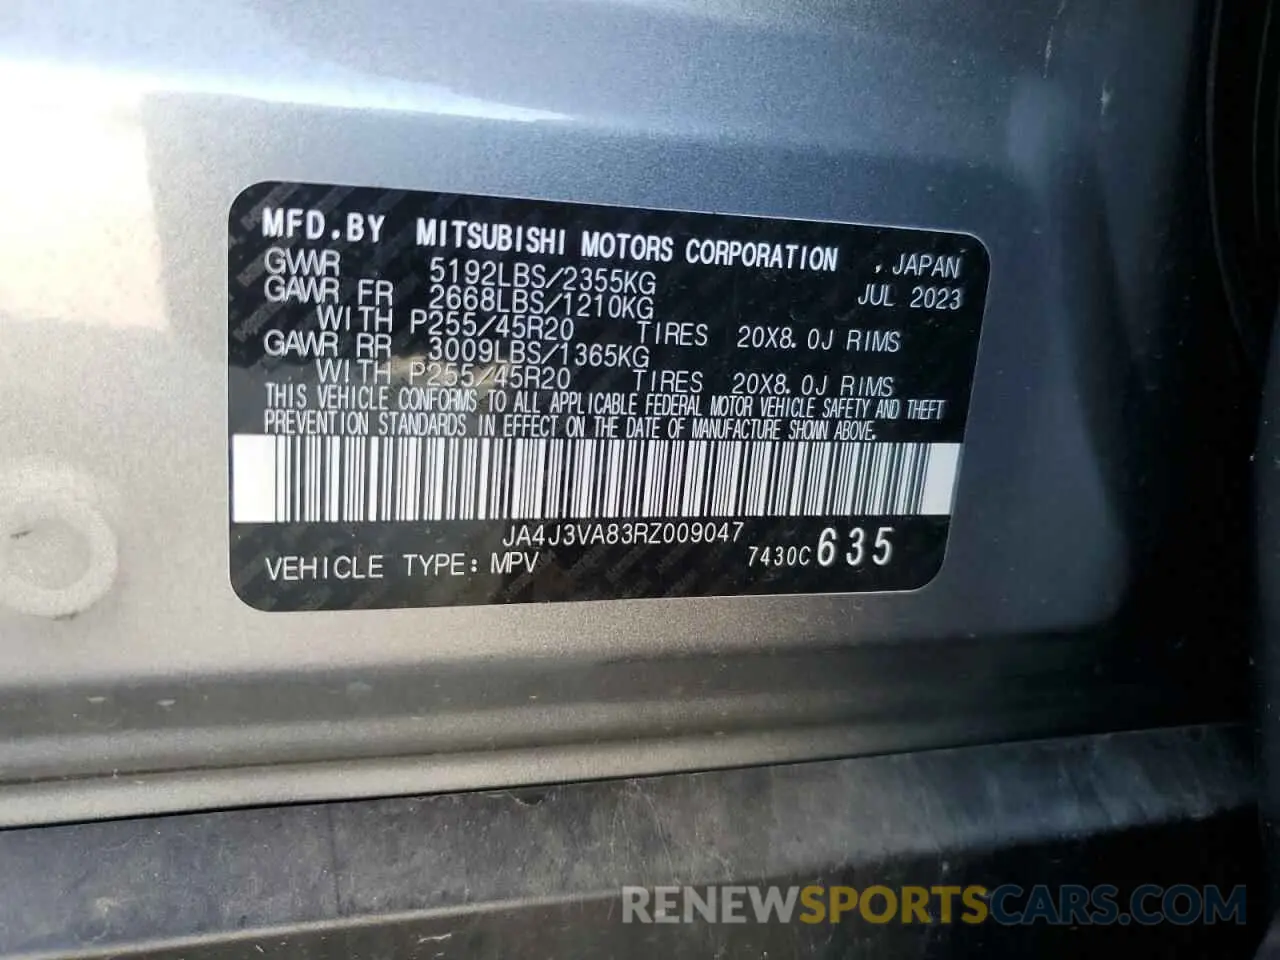 MFD.BY MITSUBISHI MOTORS CORPORATION , JAPAN
GVWR 5192LBS/2355KG JUL 2023
GAWR FR 2668LBS/1210KG
WITH P255/45R20 TIRES 20X8.0J RIMS
GAWR RR 3009LBS/1365KG
WITH P255/45R20 TIRES 20X8.0J RIMS
THIS VEHICLE CONFORMS TO ALL APPLICABLE FEDERAL MOTOR VEHICLE SAFETY AND THEFT
PREVENTION STANDARDS IN EFFECT ON THE DATE OF MANUFACTURE SHOWN ABOVE.
JA4J3VA83RZ009047
VEHICLE TYPE: MPV 7430C 635
RENEWSPORTSCARS.COM